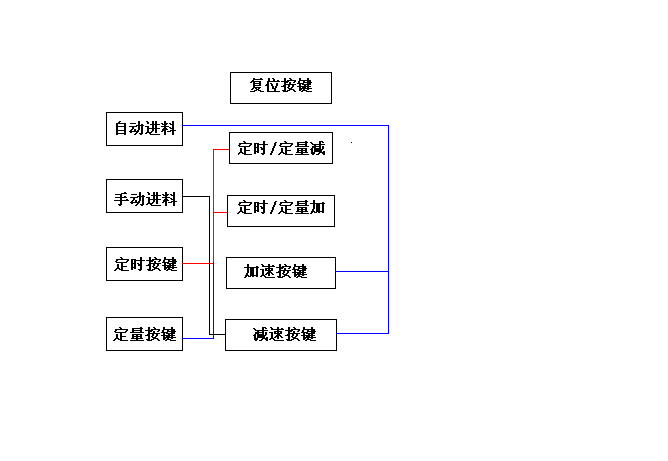 复位按键
自动进料
定时/定量减
手动进料
定时/定量加
定时按键
加速按键
定量按键
减速按键